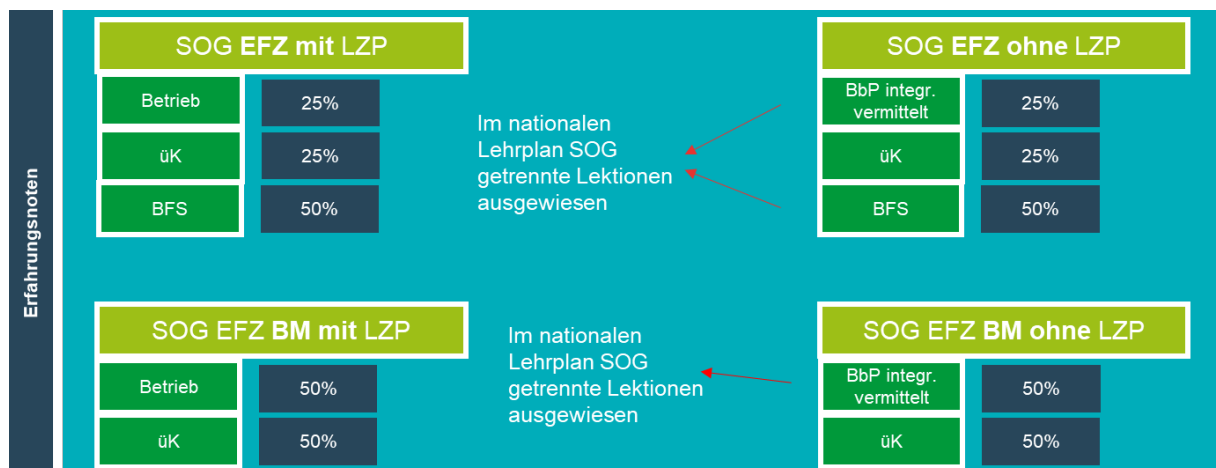 Erfahrungsnoten
SOG EFZ mit LZP
Betrieb
25%
üK
25%
BFS
50%
Im nationalen
Lehrplan SOG
getrennte Lektionen
ausgewiesen
SOG EFZ ohne LZP
BbP integr.
vermittelt
25%
üK
25%
BFS
50%
SOG EFZ BM mit LZP
Betrieb
50%
üK
50%
Im nationalen
Lehrplan SOG
getrennte Lektionen
ausgewiesen
SOG EFZ BM ohne LZP
BbP integr.
vermittelt
50%
üK
50%